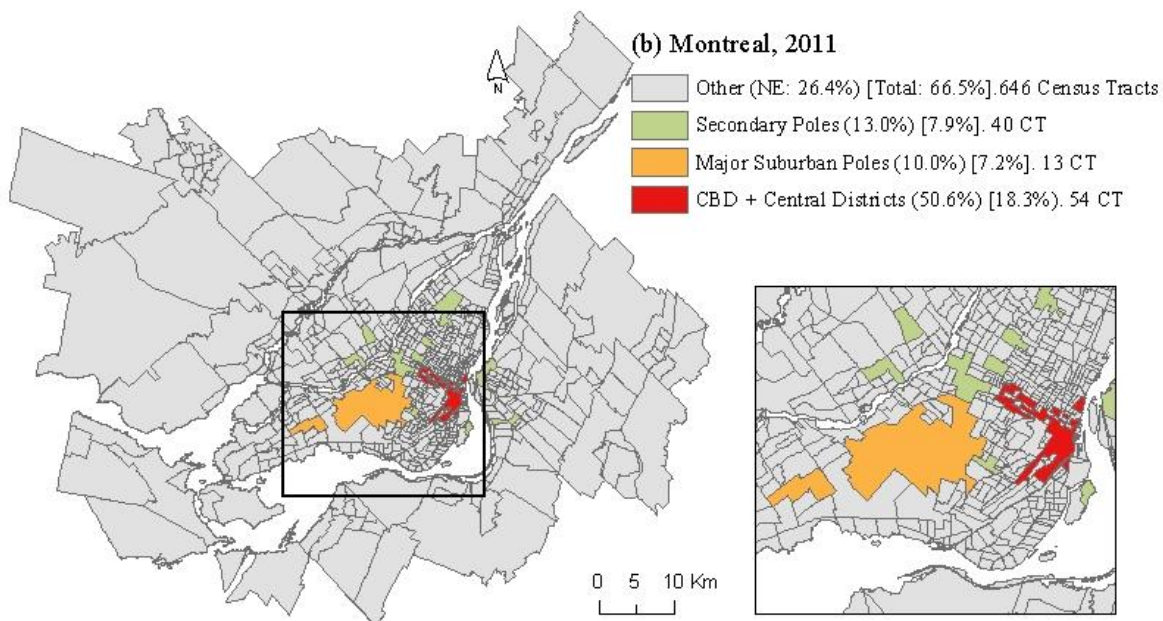 (b) Montreal, 2011
N
Other (NE: 26.4%) [Total: 66.5%].646 Census Tracts
Secondary Poles (13.0%) [7.9%]. 40 CT
Major Suburban Poles (10.0%) [7.2%]. 13 CT
CBD + Central Districts (50.6%) [18.3%]. 54 CT
0 5 10 Km